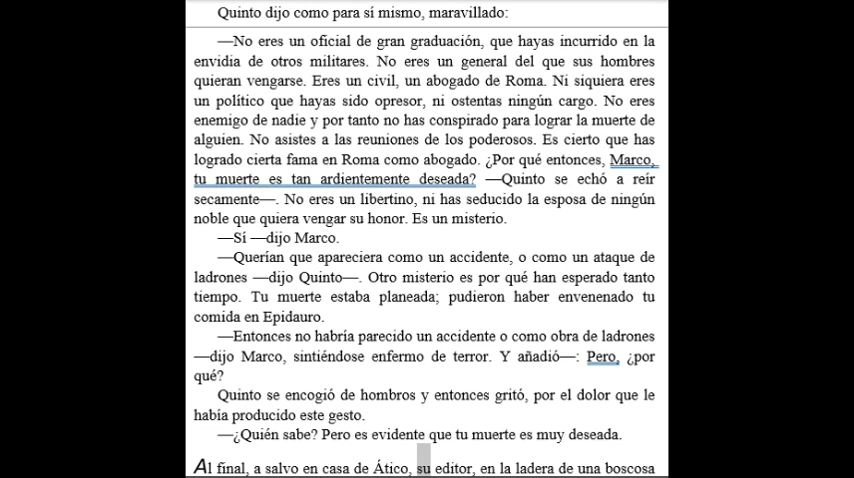 Quinto dijo como para sí mismo, maravillado:
—No eres un oficial de gran graduación, que hayas incurrido en la
envidia de otros militares. No eres un general del que sus hombres
quieran vengarse. Eres un civil, un abogado de Roma. Ni siquiera eres
un político que hayas sido opresor, ni ostentas ningún cargo. No eres
enemigo de nadie y por tanto no has conspirado para lograr la muerte de
alguien. No asistes a las reuniones de los poderosos. Es cierto que has
logrado cierta fama en Roma como abogado. ¿Por qué entonces, Marco,
tu muerte es tan ardientemente deseada? —Quinto se echó a reír
secamente—. No eres un libertino, ni has seducido la esposa de ningún
noble que quiera vengar su honor. Es un misterio.
—Sí —dijo Marco.
—Querían que apareciera como un accidente, o como un ataque de
ladrones —dijo Quinto—. Otro misterio es por qué han esperado tanto
tiempo. Tu muerte estaba planeada; pudieron haber envenenado tu
comida en Epidauro.
—Entonces no habría parecido un accidente o como obra de ladrones
—dijo Marco, sintiéndose enfermo de terror. Y añadió—: Pero, ¿por
qué?
Quinto se encogió de hombros y entonces gritó, por el dolor que le
había producido este gesto.
—¿Quién sabe? Pero es evidente que tu muerte es muy deseada.
Al final, a salvo en casa de Ático, su editor, en la ladera de una boscosa